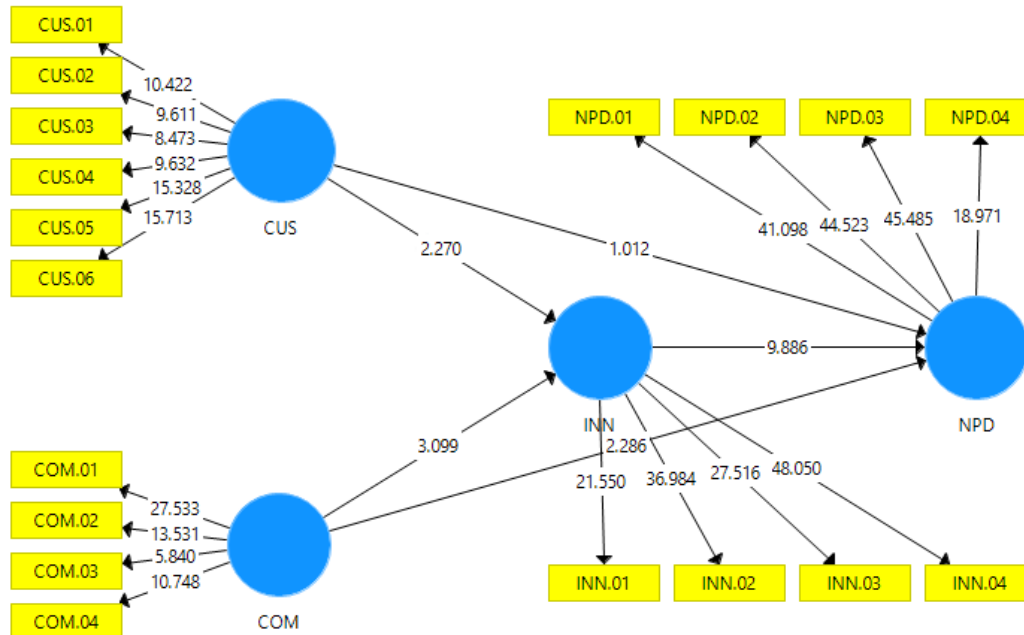 CUS.01
CUS.02
CUS.03
CUS.04
CUS.05
CUS.06
10.422
9.611
8.473
9.632
15.328
15.713
CUS
NPD.01
NPD.02
NPD.03
NPD.04
41.098
44.523
45.485
18.971
2.270
1.012
9.886
INN
NPD
3.099
2.286
21.550
36.984
27.516
48.050
COM.01
COM.02
COM.03
COM.04
27.533
13.531
5.840
10.748
COM
INN.01
INN.02
INN.03
INN.04